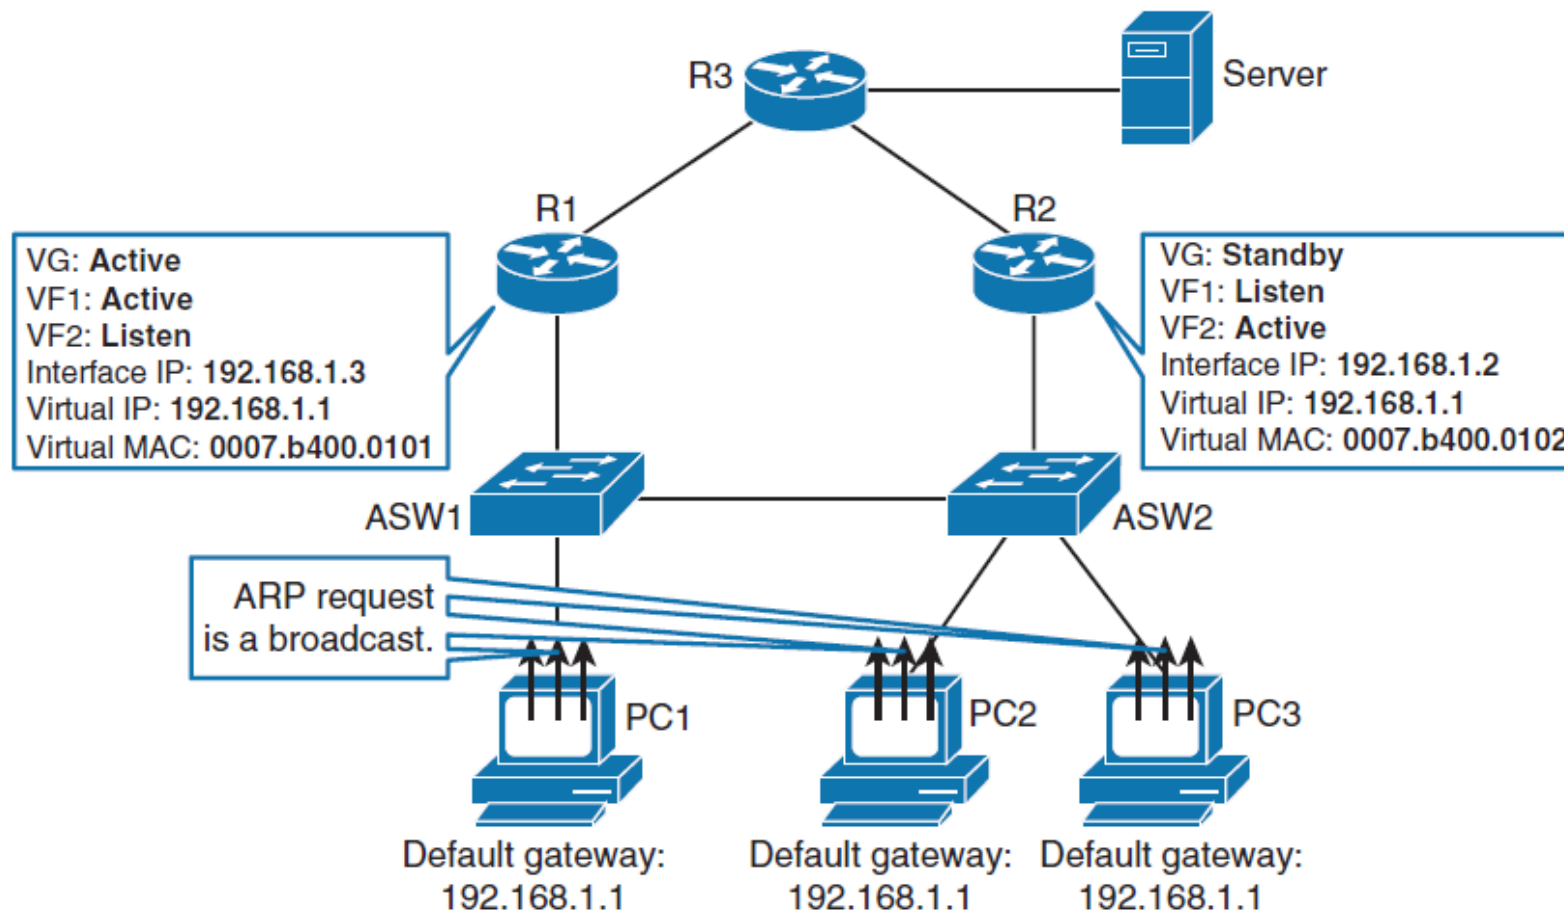 R3
Server
R1
R2
VG: Active
VF1: Active
VF2: Listen
Interface IP: 192.168.1.3
Virtual IP: 192.168.1.1
Virtual MAC: 0007.b400.0101
VG: Standby
VF1: Listen
VF2: Active
Interface IP: 192.168.1.2
Virtual IP: 192.168.1.1
Virtual MAC: 0007.b400.0102
ASW1
ASW2
ARP request
is a broadcast.
PC1
PC2
PC3
Default gateway:
192.168.1.1
Default gateway:
192.168.1.1
Default gateway:
192.168.1.1